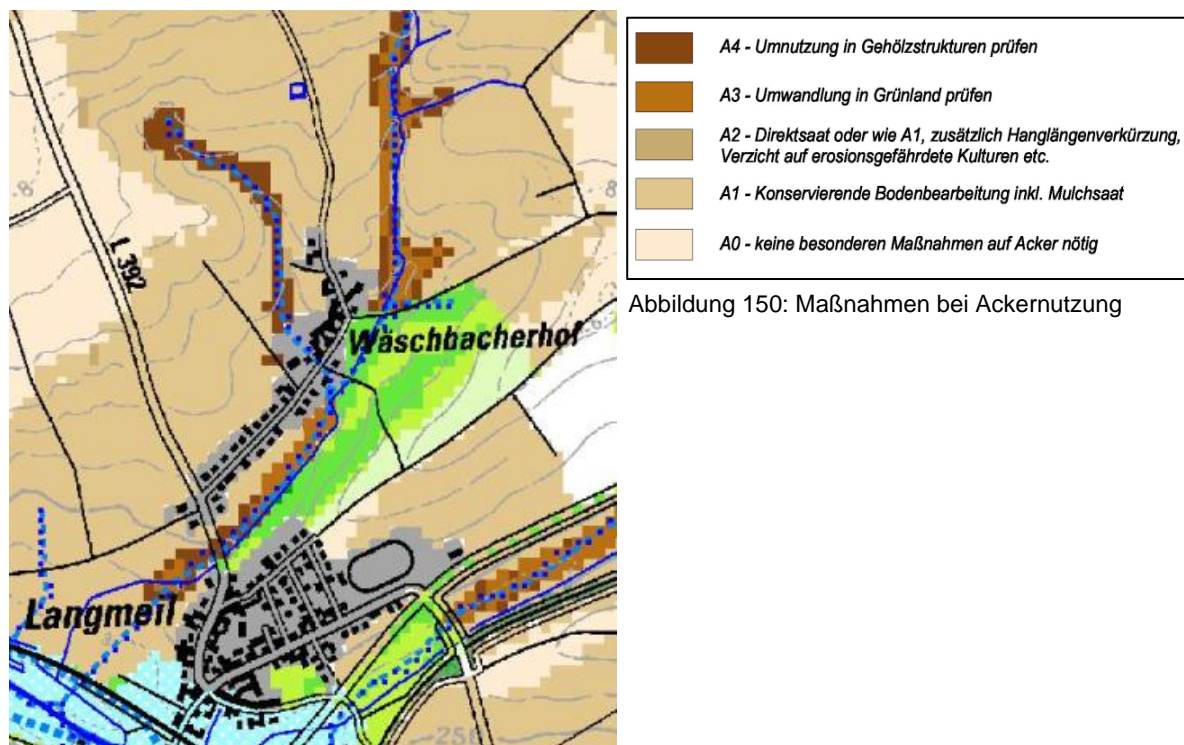 A4 - Umnutzung in Gehölzstrukturen prüfen
A3 - Umwandlung in Grünland prüfen
A2 - Direktsaat oder wie A1, zusätzlich Hanglängenverkürzung,
Verzicht auf erosionsgefährdete Kulturen etc.
A1 - Konservierende Bodenbearbeitung inkl. Mulchsaat
A0 - keine besonderen Maßnahmen auf Acker nötig
Abbildung 150: Maßnahmen bei Ackernutzung
L 392
Wäschbacherhof
Langmeil